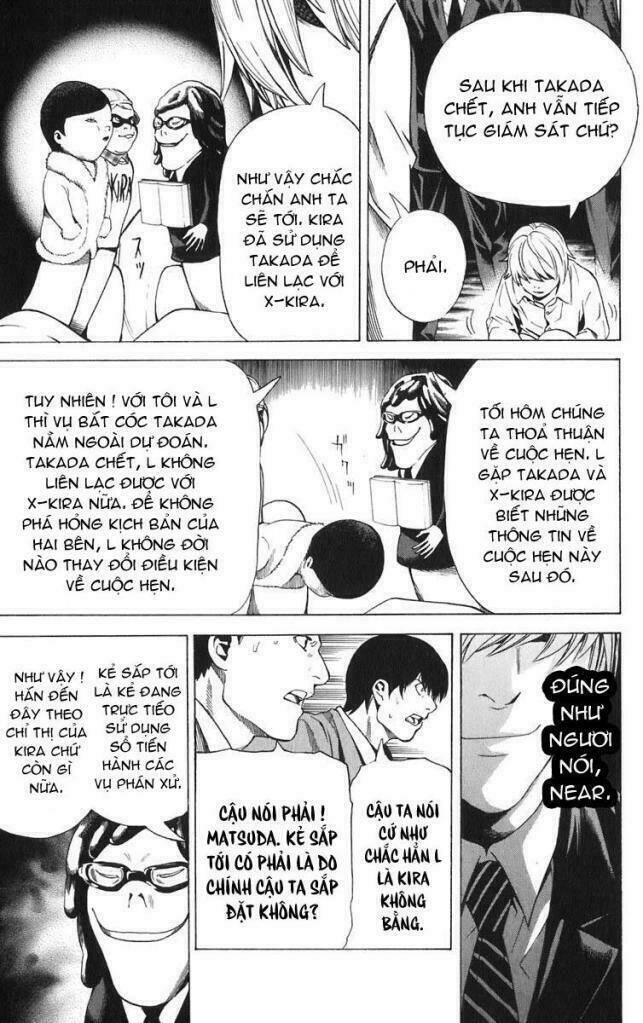 SAU KHI TAKADA
CHẾT, ANH VẪN TIẾP
TỤC GIÁM SÁT CHỨ?
PHẢI.
NHƯ VẬY CHẮC
CHẮN ANH TA
SẼ TỚI. KIRA
ĐÃ SỬ DỤNG
TAKADA ĐỂ
LIÊN LẠC VỚI
X-KIRA.
KIRA
TỐI HÔM CHÚNG
TA THOẢ THUẬN
VỀ CUỘC HẸN. L
GẶP TAKADA VÀ
X-KIRA ĐƯỢC
BIẾT NHỮNG
THÔNG TIN VỀ
CUỘC HẸN NÀY
SAU ĐÓ.
TUY NHIÊN ! VỚI TÔI VÀ L
THÌ VỤ BẮT CÓC TAKADA
NẰM NGOÀI DỰ ĐOÁN.
TAKADA CHẾT, L KHÔNG
LIÊN LẠC ĐƯỢC VỚI
X-KIRA NỮA. ĐỂ KHÔNG
PHÁ HỎNG KỊCH BẢN CỦA
HAI BÊN, L KHÔNG ĐỜI
NÀO THAY ĐỔI ĐIỀU KIỆN
VỀ CUỘC HẸN.
ĐÚNG
NHƯ
NGƯƠI
NÓI,
NEAR.
CẬU TA NÓI
CỨ NHƯ
CHẮC HẲN L
LÀ KIRA
KHÔNG
BẰNG.
CẬU NÓI PHẢI !
MATSUDA. KẺ SẮP
TỚI CÓ PHẢI LÀ DO
CHÍNH CẬU TA SẮP
ĐẶT KHÔNG?
KẺ SẮP TỚI
LÀ KẺ ĐANG
TRỰC TIẾO
SỬ DỤNG
SỔ TIẾN
HÀNH CÁC
VỤ PHÁN XỬ.
NHƯ VẬY !
HẮN ĐẾN
ĐÂY THEO
CHỈ THỊ CỦA
KIRA CHỨ
CÒN GÌ
NỮA.